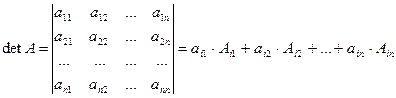 det A = | a₁₁ a₁₂ ... a₁ₙ |
| a₂₁ a₂₂ ... a₂ₙ |
| ... ... ... ... |
| aₙ₁ aₙ₂ ... aₙₙ | = aᵢ₁ · Aᵢ₁ + aᵢ₂ · Aᵢ₂ + ... + aᵢₙ · Aᵢₙ